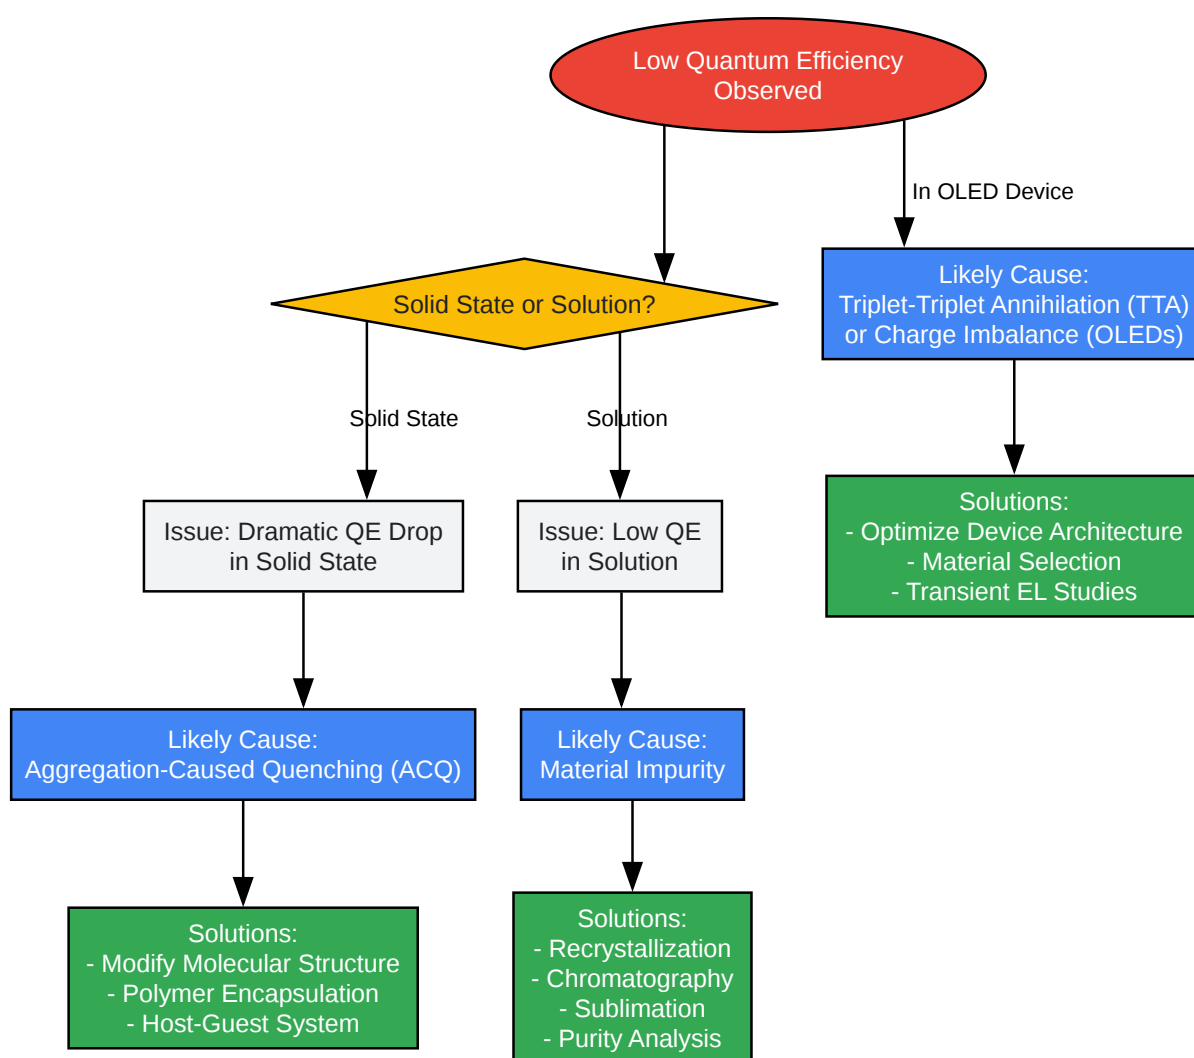 Low Quantum Efficiency
Observed
In OLED Device
Likely Cause:
Triplet-Triplet Annihilation (TTA)
or Charge Imbalance (OLEDs)
Solid State or Solution?
Solid State
Solution
Solutions:
- Optimize Device Architecture
- Material Selection
- Transient EL Studies
Issue: Dramatic QE Drop
in Solid State
Issue: Low QE
in Solution
Likely Cause:
Aggregation-Caused Quenching (ACQ)
Likely Cause:
Material Impurity
Solutions:
- Modify Molecular Structure
- Polymer Encapsulation
- Host-Guest System
Solutions:
- Recrystallization
- Chromatography
- Sublimation
- Purity Analysis